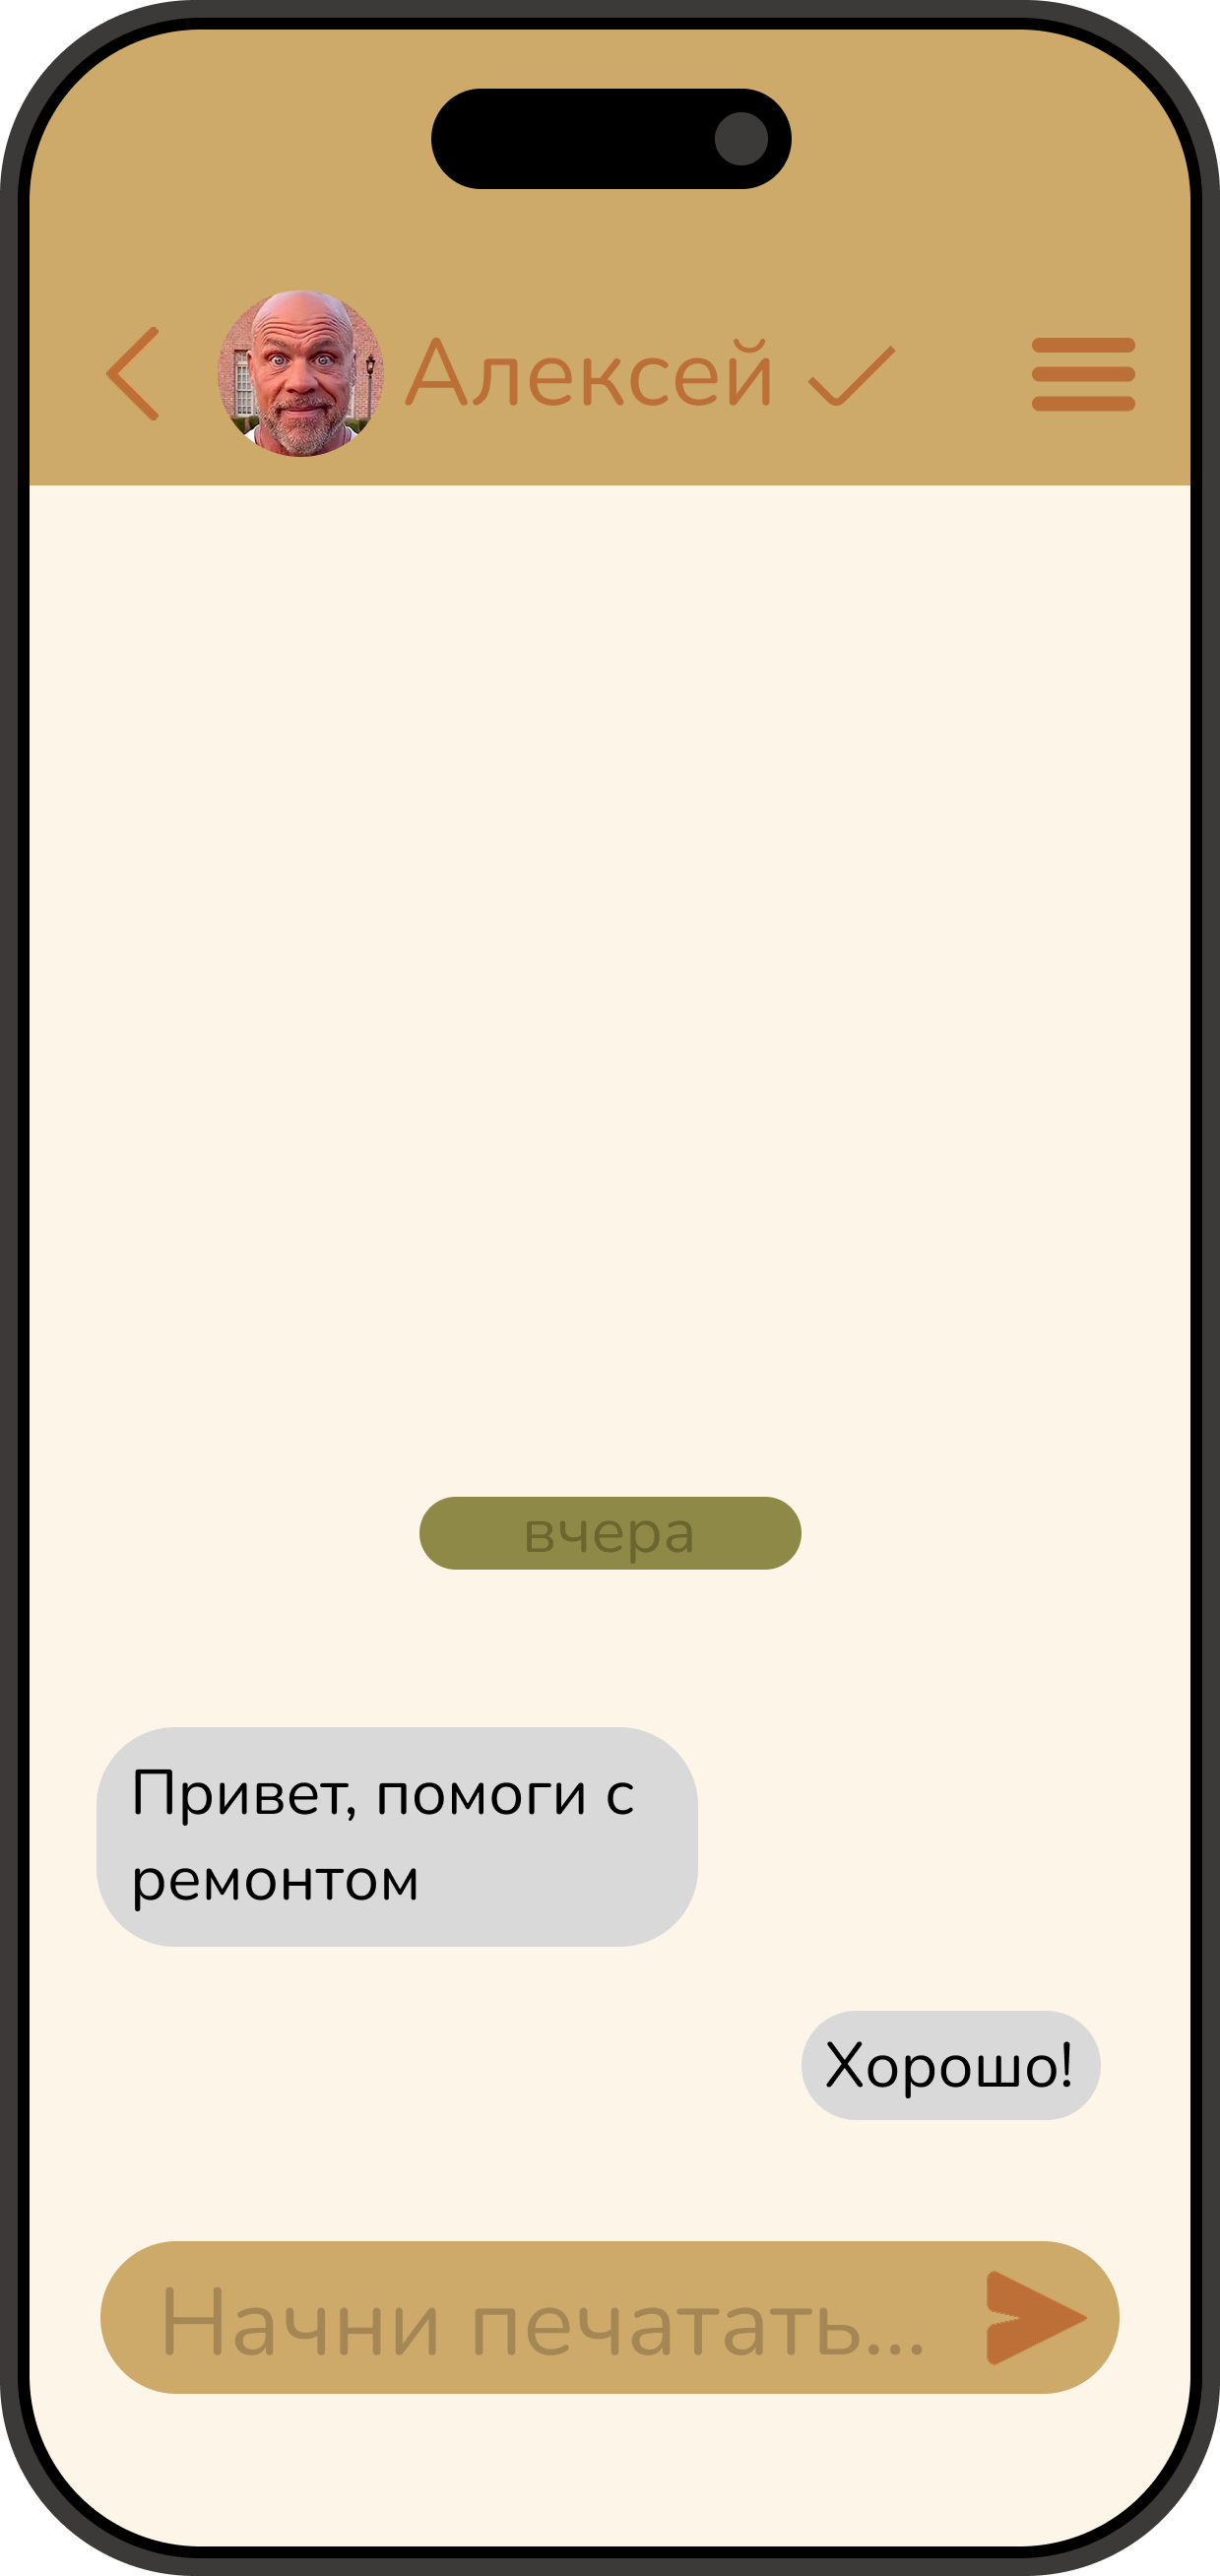 Алексей
вчера
Привет, помоги с
ремонтом
Хорошо!
Начни печатать...